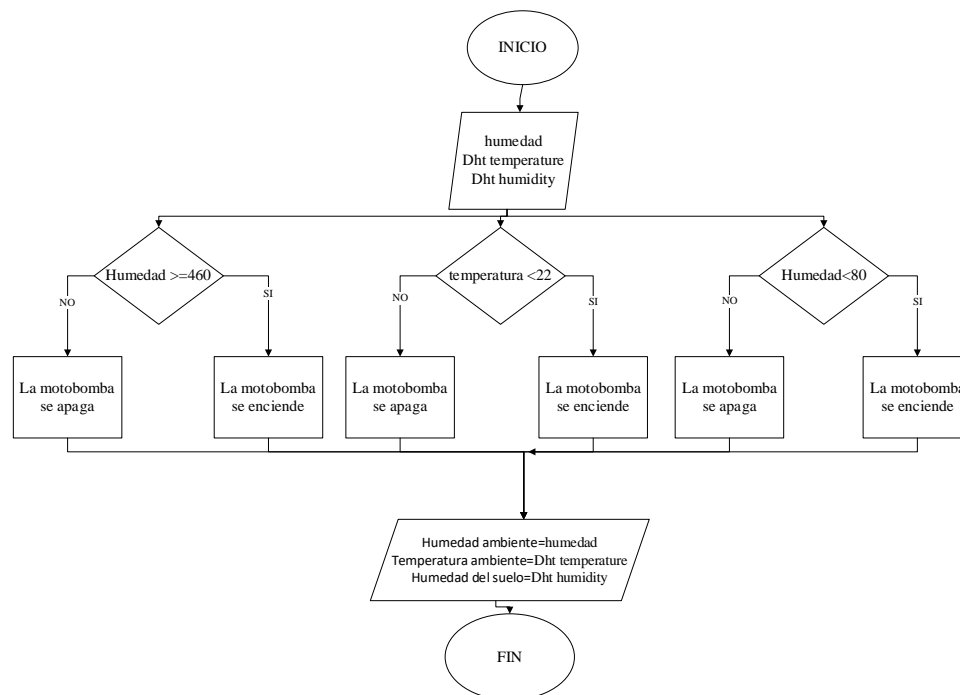 INICIO
humedad
Dht temperature
Dht humidity
Humedad >=460
temperatura <22
Humedad<80
NO
SI
NO
SI
NO
SI
La motobomba
se apaga
La motobomba
se enciende
La motobomba
se apaga
La motobomba
se enciende
La motobomba
se apaga
La motobomba
se enciende
Humedad ambiente=humedad
Temperatura ambiente=Dht temperature
Humedad del suelo=Dht humidity
FIN